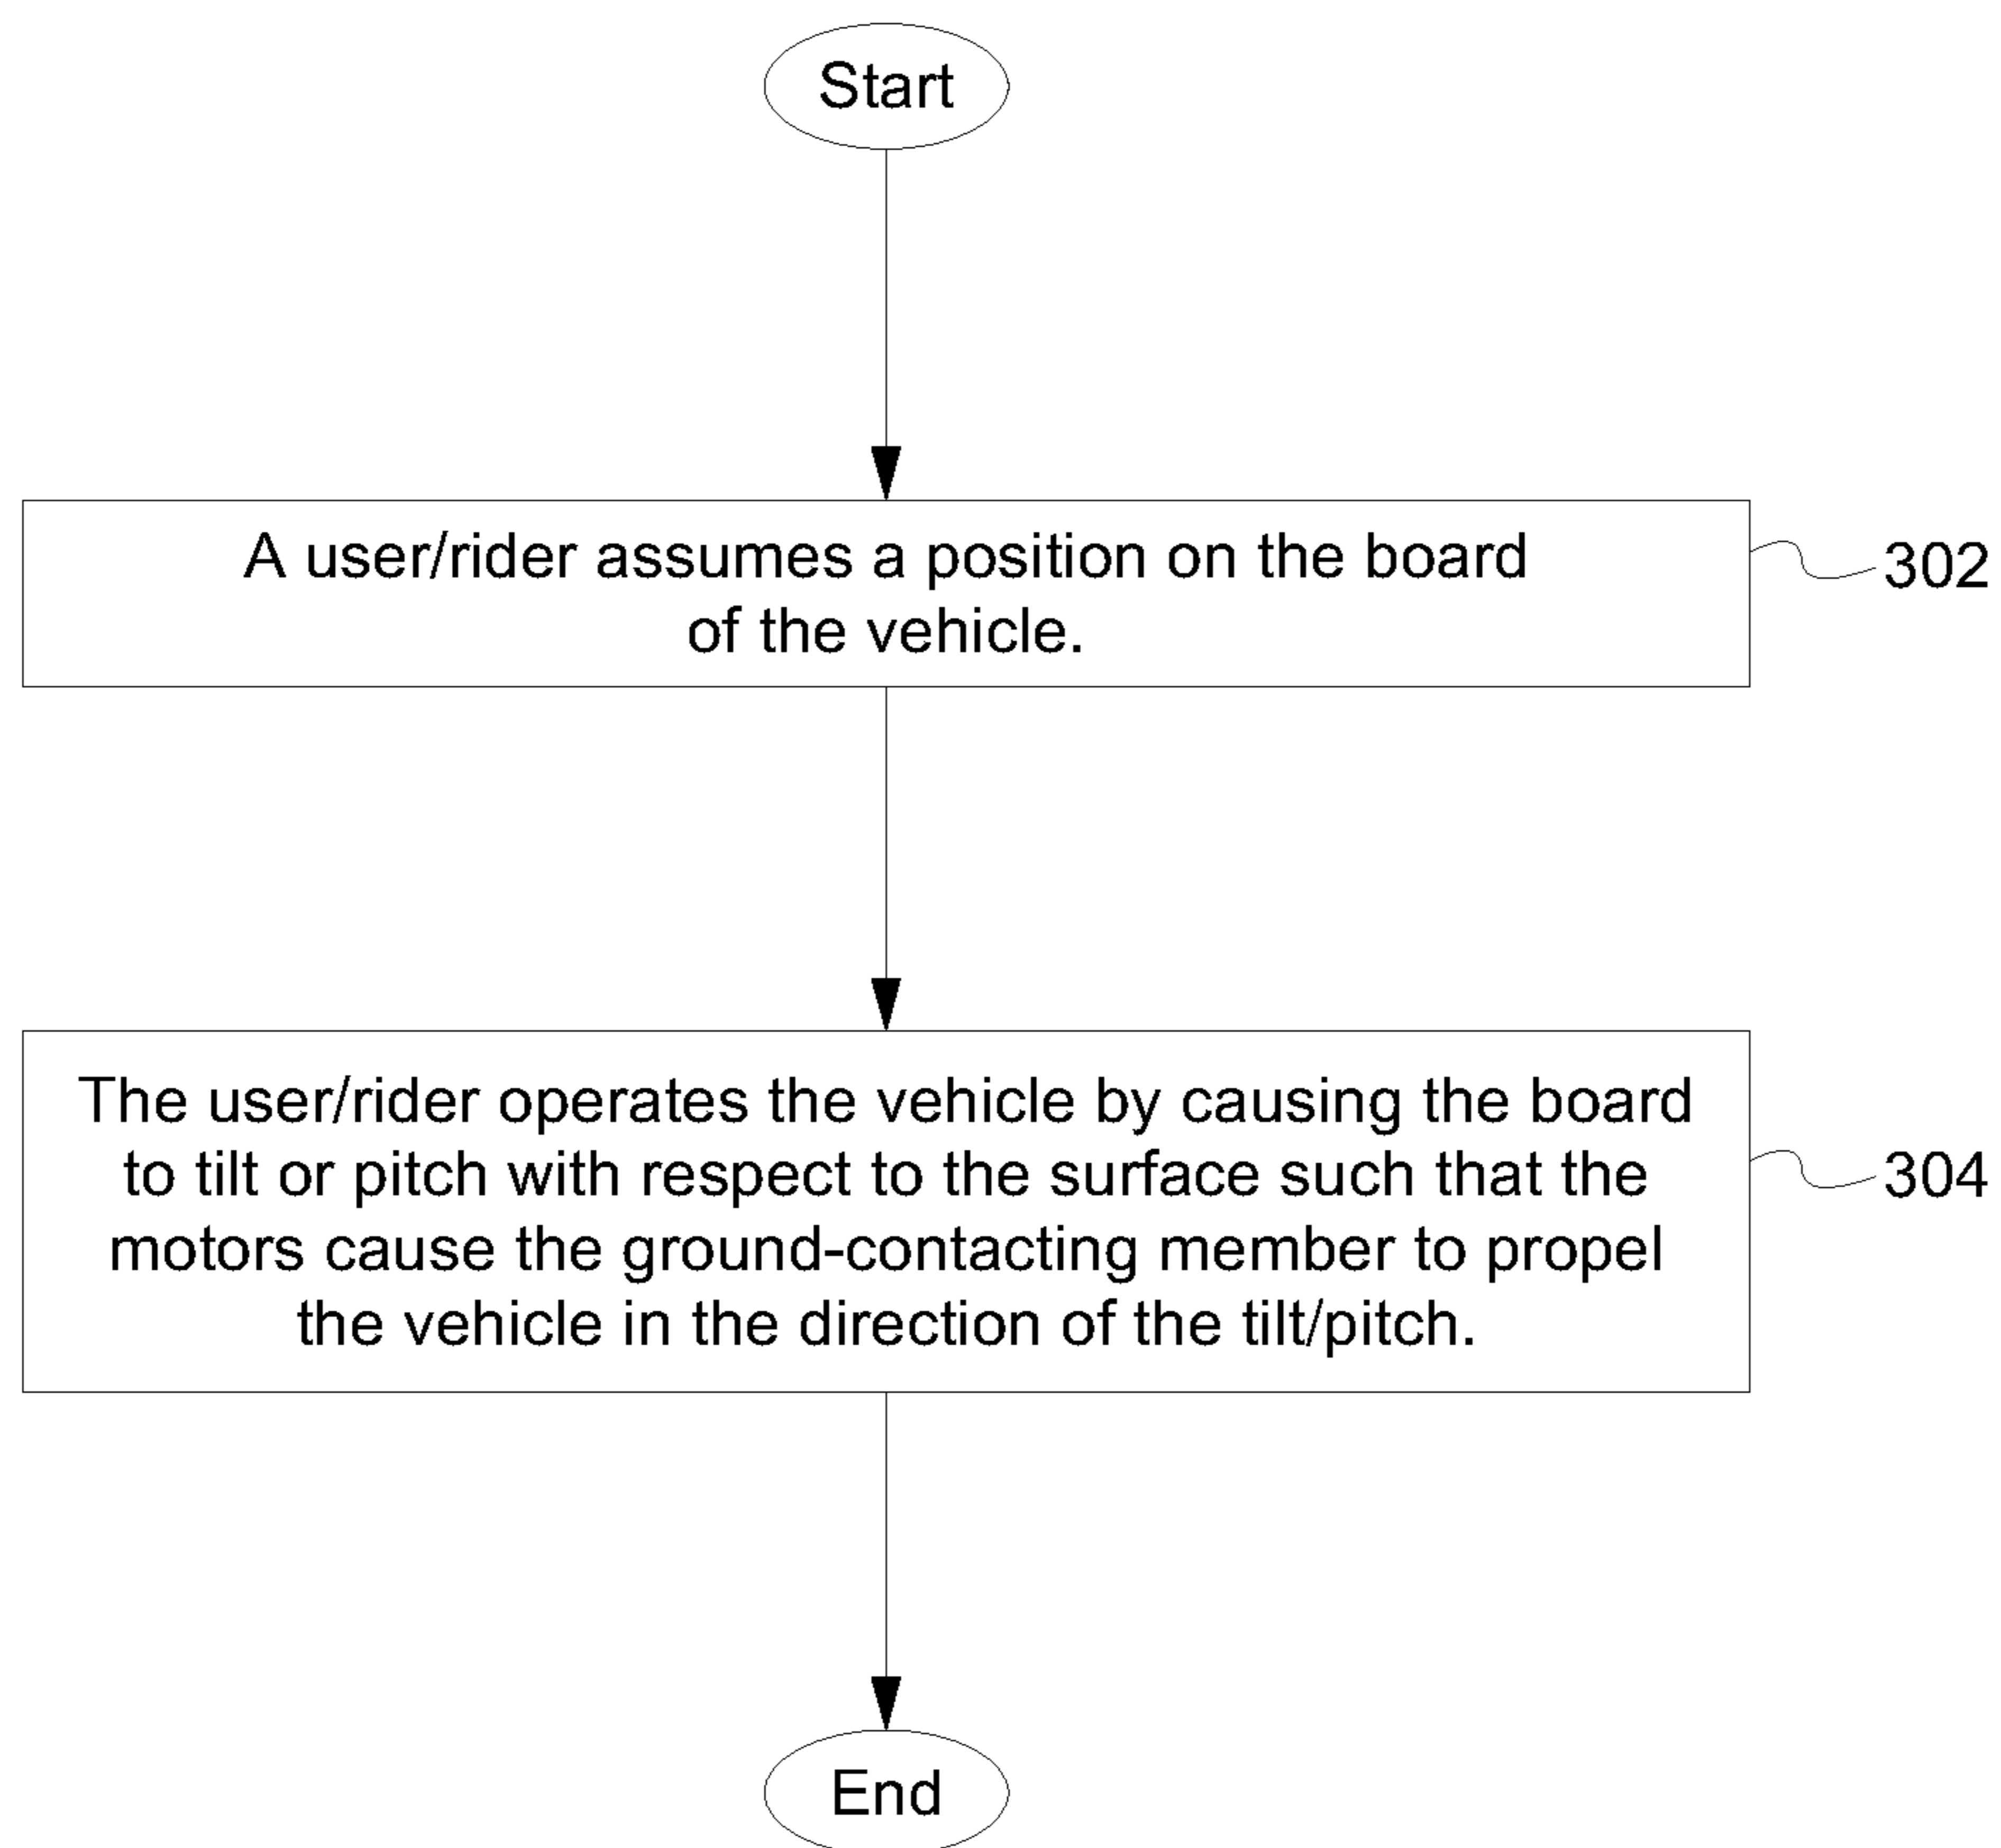 Start
A user/rider assumes a position on the board
of the vehicle.
302
The user/rider operates the vehicle by causing the board
to tilt or pitch with respect to the surface such that the
motors cause the ground-contacting member to propel
the vehicle in the direction of the tilt/pitch.
304
End